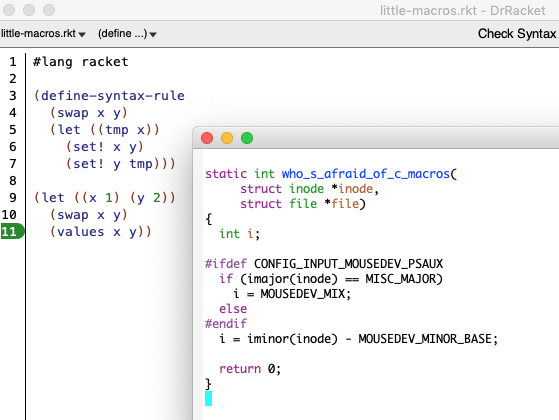 little-macros.rkt - DrRacket
little-macros.rkt (define ...) Check Syntax
1 #lang racket
2
3 (define-syntax-rule
4   (swap x y)
5   (let ((tmp x))
6     (set! x y)
7     (set! y tmp)))
8
9 (let ((x 1) (y 2))
10   (swap x y)
11   (values x y))
static int who_s_afraid_of_c_macros(
     struct inode *inode,
     struct file *file)
{
  int i;
#ifdef CONFIG_INPUT_MOUSEDEV_PSAUX
  if (imajor(inode) == MISC_MAJOR)
    i = MOUSEDEV_MIX;
  else
#endif
  i = iminor(inode) - MOUSEDEV_MINOR_BASE;
  return 0;
}